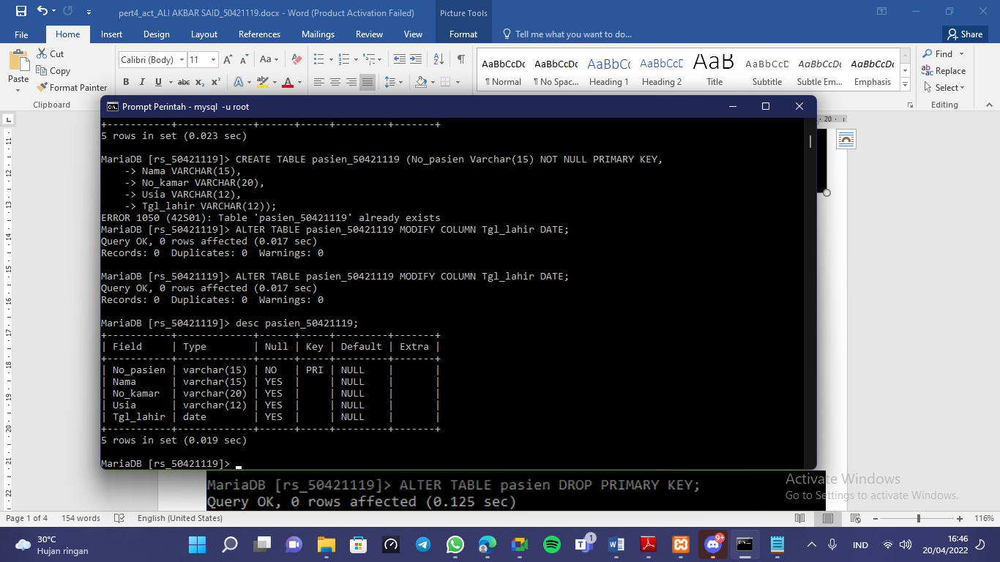 pert4_act_ALI AKBAR SAID_50421119.docx - Word (Product Activation Failed)
Picture Tools
File Home Insert Design Layout References Mailings Review View Format Tell me what you want to do... Share
Paste
Cut
Copy
Format Painter
Clipboard
Calibri (Body) 11
AaBbCcDc AaBbCcDc AaBbCc AaBbCcD AaB AaBbCcD AaBbCcDt AaBbCcDt
¶ Normal ¶ No Spac... Heading 1 Heading 2 Title Subtitle Subtle Em... Emphasis
Find
Replace
Select
Editing
Prompt Perintah - mysql -u root
+-----------+-------------+------+-----+---------+-------+
5 rows in set (0.023 sec)
MariaDB [rs_50421119]> CREATE TABLE pasien_50421119 (No_pasien Varchar(15) NOT NULL PRIMARY KEY,
    -> Nama VARCHAR(15),
    -> No_kamar VARCHAR(20),
    -> Usia VARCHAR(12),
    -> Tgl_lahir VARCHAR(12));
ERROR 1050 (42S01): Table 'pasien_50421119' already exists
MariaDB [rs_50421119]> ALTER TABLE pasien_50421119 MODIFY COLUMN Tgl_lahir DATE;
Query OK, 0 rows affected (0.017 sec)
Records: 0  Duplicates: 0  Warnings: 0
MariaDB [rs_50421119]> ALTER TABLE pasien_50421119 MODIFY COLUMN Tgl_lahir DATE;
Query OK, 0 rows affected (0.017 sec)
Records: 0  Duplicates: 0  Warnings: 0
MariaDB [rs_50421119]> desc pasien_50421119;
+-----------+-------------+------+-----+---------+-------+
| Field     | Type        | Null | Key | Default | Extra |
+-----------+-------------+------+-----+---------+-------+
| No_pasien | varchar(15) | NO   | PRI | NULL    |       |
| Nama      | varchar(15) | YES  |     | NULL    |       |
| No_kamar  | varchar(20) | YES  |     | NULL    |       |
| Usia      | varchar(12) | YES  |     | NULL    |       |
| Tgl_lahir | date        | YES  |     | NULL    |       |
+-----------+-------------+------+-----+---------+-------+
5 rows in set (0.019 sec)
MariaDB [rs_50421119]>
MariaDB [rs_50421119]> ALTER TABLE pasien DROP PRIMARY KEY;
Query OK, 0 rows affected (0.125 sec)
Activate Windows
Go to Settings to activate Windows.
Page 1 of 4 154 words English (United States) 116%
30°C
Hujan ringan
1
9+
IND
16:46
20/04/2022